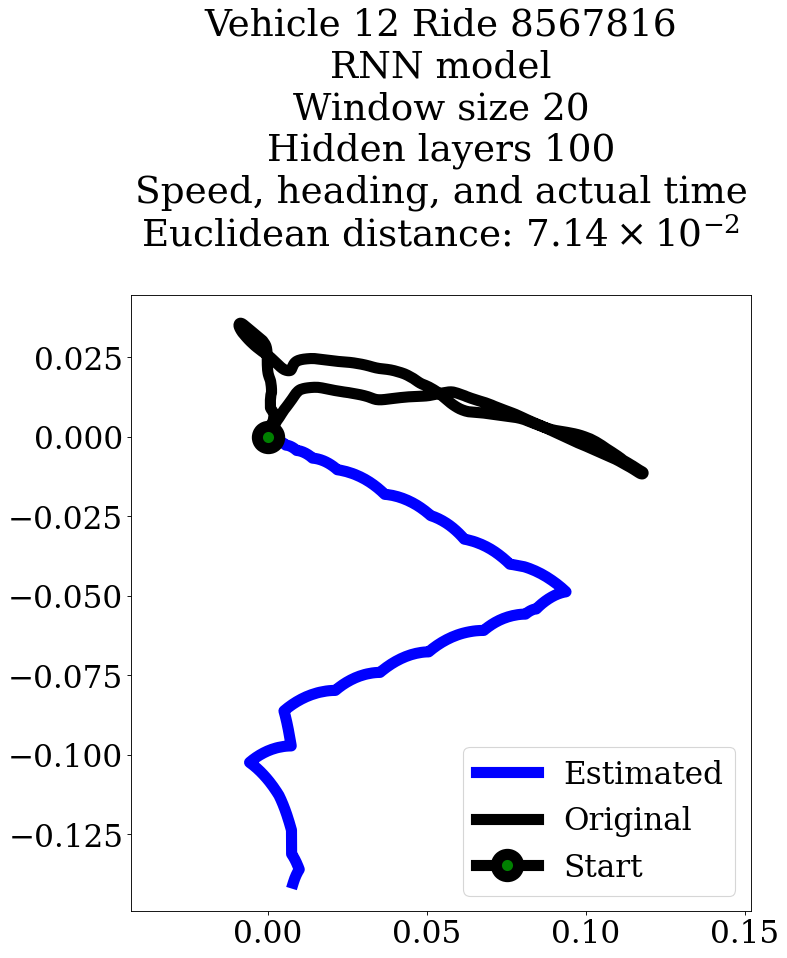 Vehicle 12 Ride 8567816
RNN model
Window size 20
Hidden layers 100
Speed, heading, and actual time
Euclidean distance: 7.14 × 10⁻²
0.025
0.000
−0.025
−0.050
−0.075
−0.100
−0.125
Estimated
Original
Start
0.00 0.05 0.10 0.15